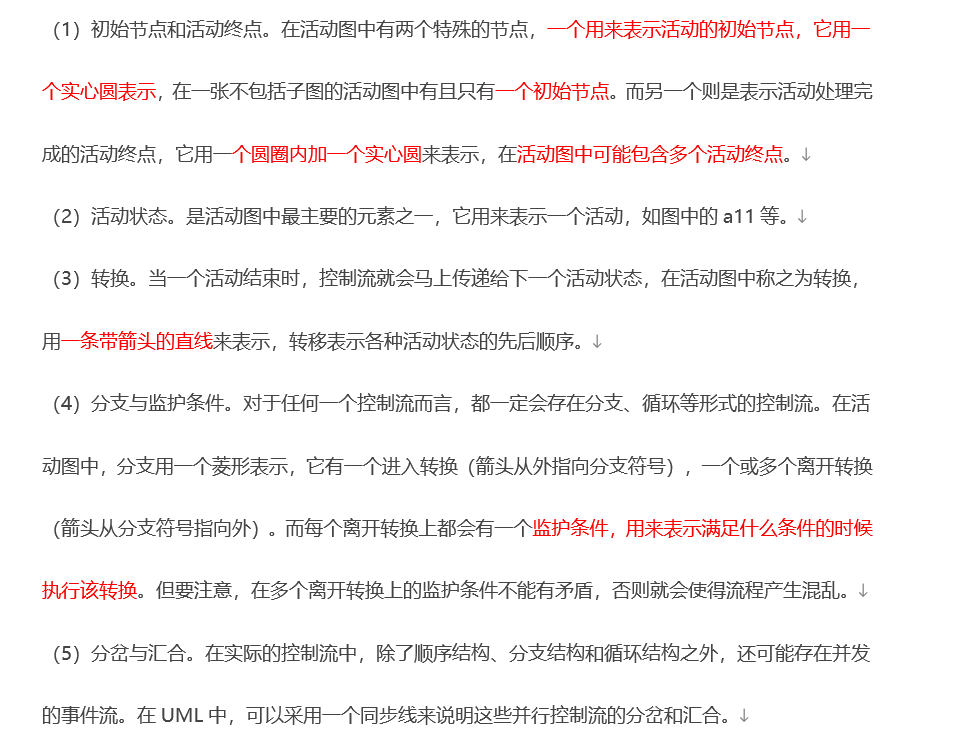 （1）初始节点和活动终点。在活动图中有两个特殊的节点，一个用来表示活动的初始节点，它用一
个实心圆表示，在一张不包括子图的活动图中有且只有一个初始节点。而另一个则是表示活动处理完
成的活动终点，它用一个圆圈内加一个实心圆来表示，在活动图中可能包含多个活动终点。↓
（2）活动状态。是活动图中最主要的元素之一，它用来表示一个活动，如图中的 a11 等。↓
（3）转换。当一个活动结束时，控制流就会马上传递给下一个活动状态，在活动图中称之为转换，
用一条带箭头的直线来表示，转移表示各种活动状态的先后顺序。↓
（4）分支与监护条件。对于任何一个控制流而言，都一定会存在分支、循环等形式的控制流。在活
动图中，分支用一个菱形表示，它有一个进入转换（箭头从外指向分支符号），一个或多个离开转换
（箭头从分支符号指向外）。而每个离开转换上都会有一个监护条件，用来表示满足什么条件的时候
执行该转换。但要注意，在多个离开转换上的监护条件不能有矛盾，否则就会使得流程产生混乱。↓
（5）分岔与汇合。在实际的控制流中，除了顺序结构、分支结构和循环结构之外，还可能存在并发
的事件流。在 UML 中，可以采用一个同步线来说明这些并行控制流的分岔和汇合。↓